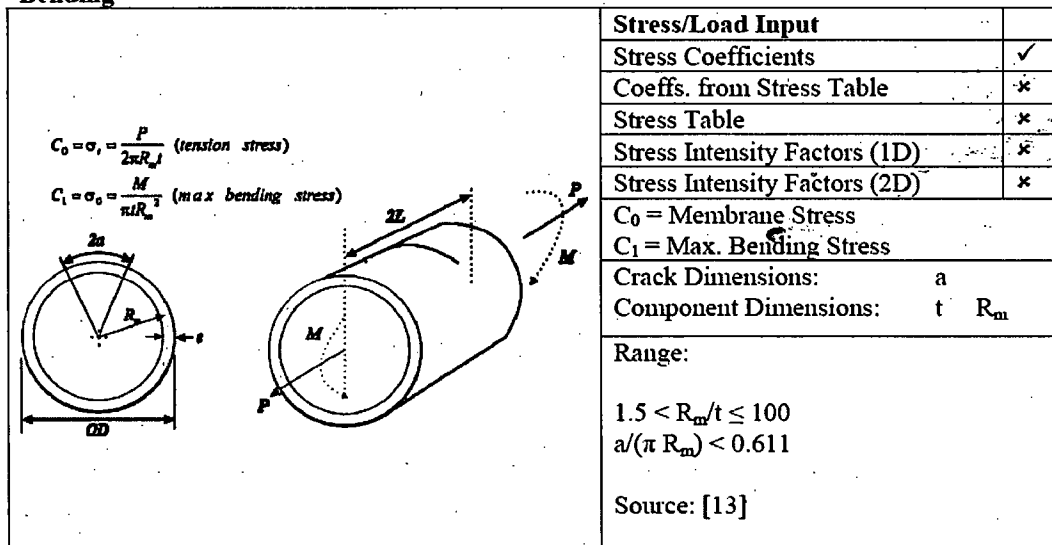 Bending
C₀ = σₜ = P / 2πRₘt (tension stress)
C₁ = σ₀ = M / πtRₘ² (max bending stress)
2a
Rₘ
t
OD
2L
P
M
M
P
Stress/Load Input
Stress Coefficients ✓
Coeffs. from Stress Table ×
Stress Table ×
Stress Intensity Factors (1D) ×
Stress Intensity Factors (2D) ×
C₀ = Membrane Stress
C₁ = Max. Bending Stress
Crack Dimensions: a
Component Dimensions: t Rₘ
Range:
1.5 < Rₘ/t ≤ 100
a/(π Rₘ) < 0.611
Source: [13]